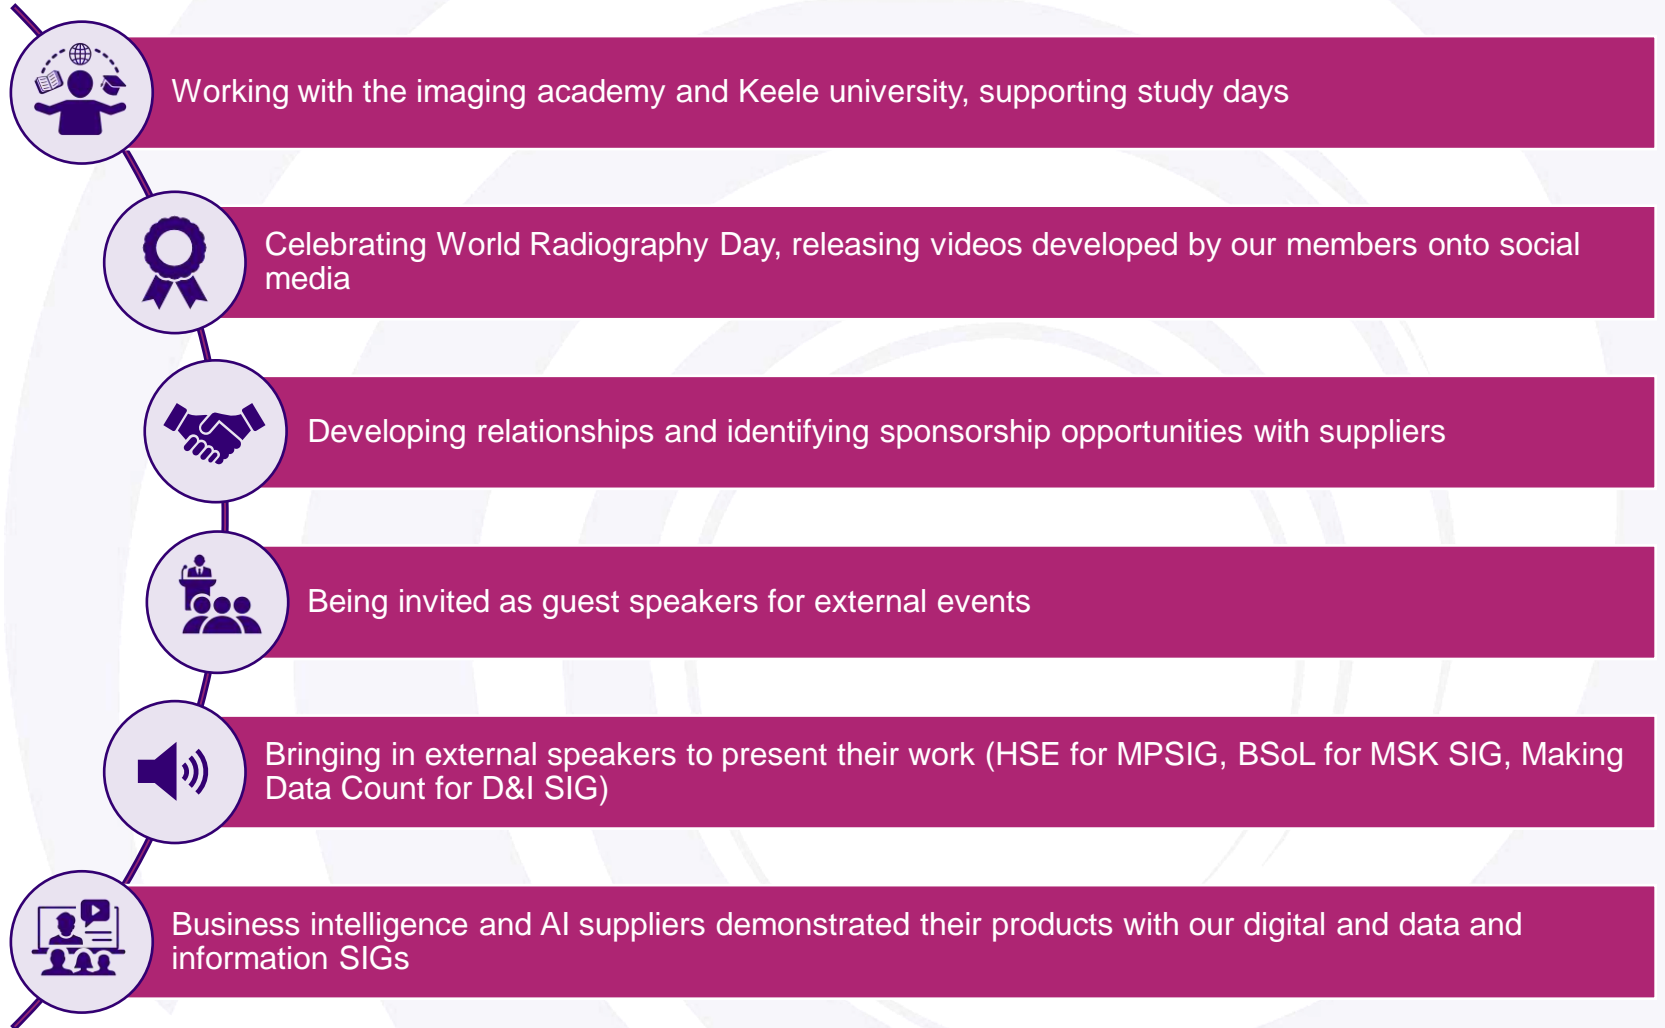 Working with the imaging academy and Keele university, supporting study days
Celebrating World Radiography Day, releasing videos developed by our members onto social
media
Developing relationships and identifying sponsorship opportunities with suppliers
Being invited as guest speakers for external events
Bringing in external speakers to present their work (HSE for MPSIG, BSoL for MSK SIG, Making
Data Count for D&I SIG)
Business intelligence and AI suppliers demonstrated their products with our digital and data and
information SIGs